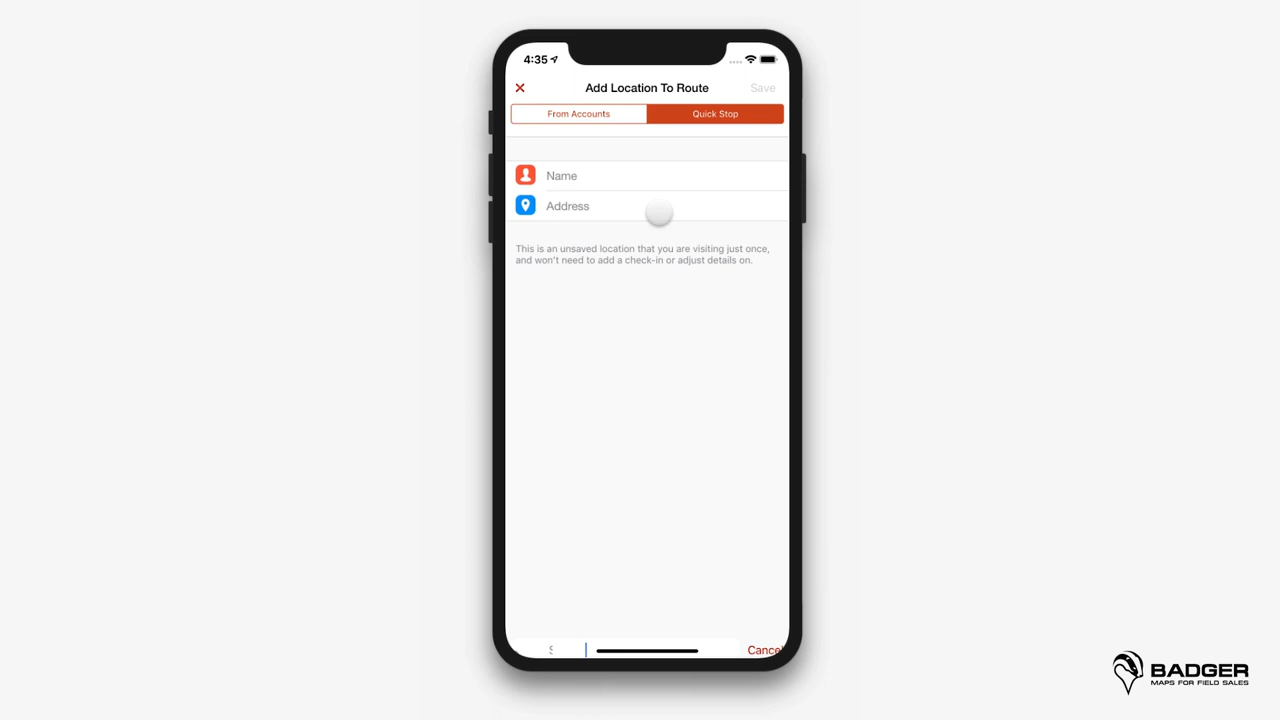 4:35
Add Location To Route
Save
From Accounts
Quick Stop
Name
Address
This is an unsaved location that you are visiting just once,
and won't need to add a check-in or adjust details on.
Cancel
BADGER
MAPS FOR FIELD SALES